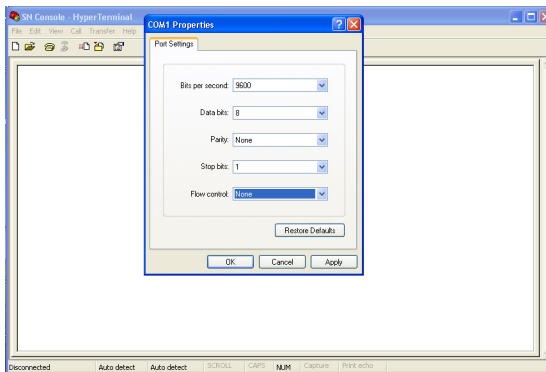 SN Console - HyperTerminal
File Edit View Call Transfer Help
COM1 Properties
Port Settings
Bits per second: 9600
Data bits: 8
Parity: None
Stop bits: 1
Flow control: None
Restore Defaults
OK Cancel Apply
Disconnected Auto detect Auto detect SCROLL CAPS NUM Capture Print echo